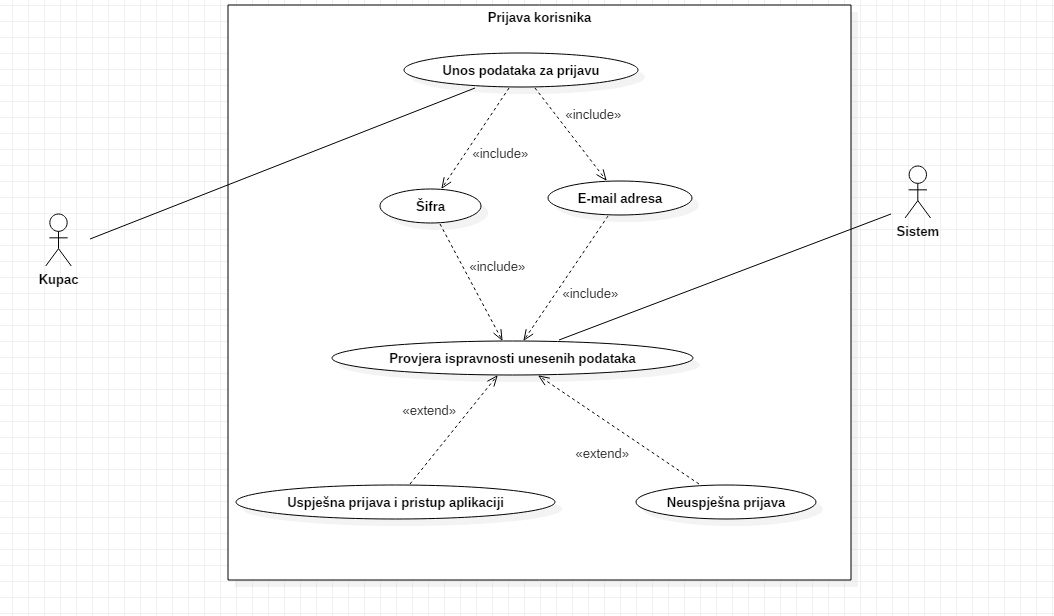 Prijava korisnika
Unos podataka za prijavu
«include»
«include»
Šifra
E-mail adresa
Sistem
Kupac
«include»
«include»
Provjera ispravnosti unesenih podataka
«extend»
«extend»
Uspješna prijava i pristup aplikaciji
Neuspješna prijava